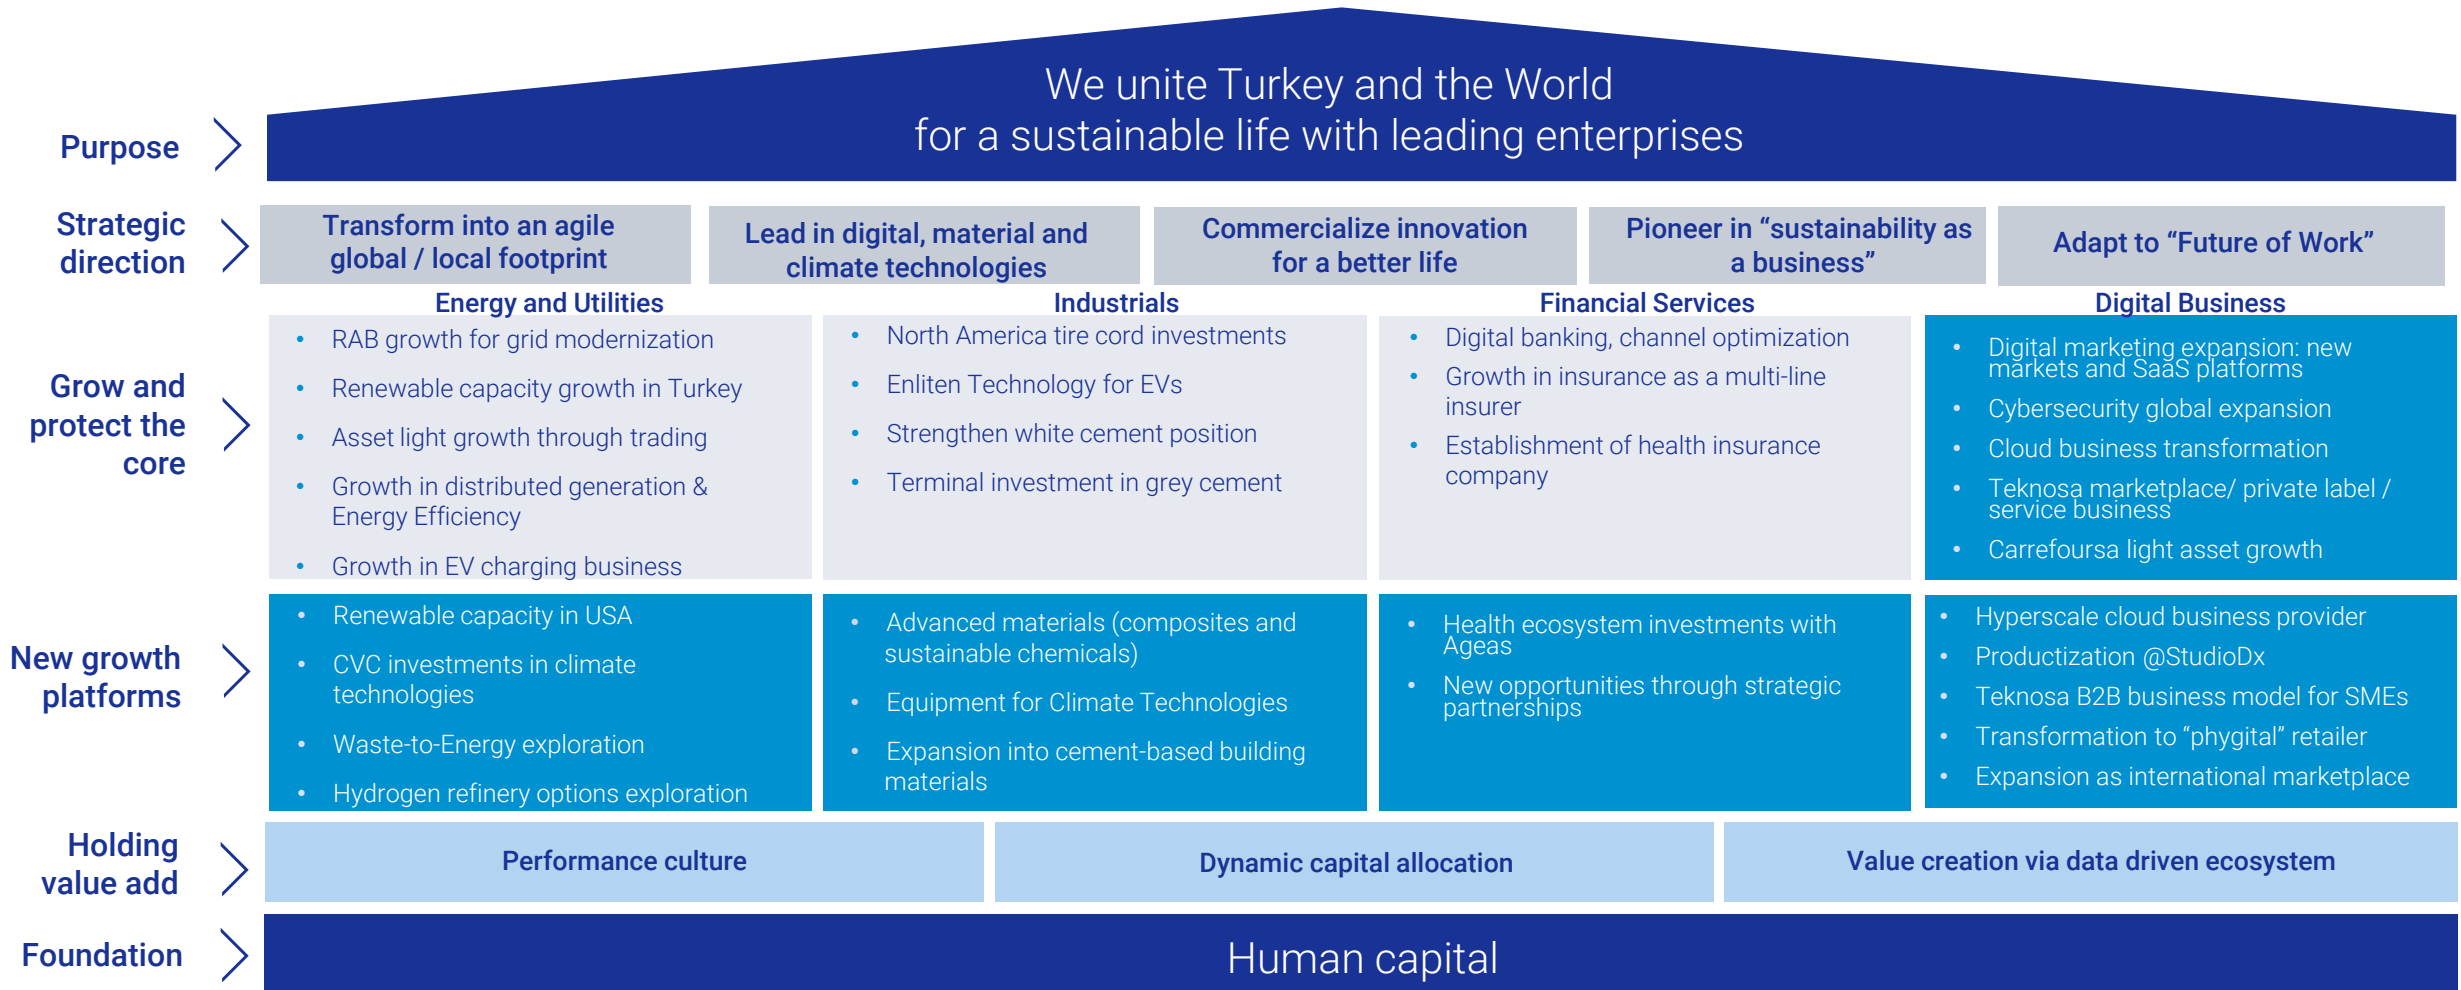 We unite Turkey and the World
for a sustainable life with leading enterprises
Purpose
Strategic
direction
Transform into an agile
global / local footprint
Lead in digital, material and
climate technologies
Commercialize innovation
for a better life
Pioneer in “sustainability as
a business”
Adapt to “Future of Work”
Energy and Utilities
Industrials
Financial Services
Digital Business
Grow and
protect the
core
• RAB growth for grid modernization
• Renewable capacity growth in Turkey
• Asset light growth through trading
• Growth in distributed generation &
Energy Efficiency
• Growth in EV charging business
• North America tire cord investments
• Enliten Technology for EVs
• Strengthen white cement position
• Terminal investment in grey cement
• Digital banking, channel optimization
• Growth in insurance as a multi-line
insurer
• Establishment of health insurance
company
• Digital marketing expansion: new
markets and SaaS platforms
• Cybersecurity global expansion
• Cloud business transformation
• Teknosa marketplace/ private label /
service business
• Carrefoursa light asset growth
New growth
platforms
• Renewable capacity in USA
• CVC investments in climate
technologies
• Waste-to-Energy exploration
• Hydrogen refinery options exploration
• Advanced materials (composites and
sustainable chemicals)
• Equipment for Climate Technologies
• Expansion into cement-based building
materials
• Health ecosystem investments with
Ageas
• New opportunities through strategic
partnerships
• Hyperscale cloud business provider
• Productization @StudioDx
• Teknosa B2B business model for SMEs
• Transformation to “phygital” retailer
• Expansion as international marketplace
Holding
value add
Performance culture
Dynamic capital allocation
Value creation via data driven ecosystem
Foundation
Human capital